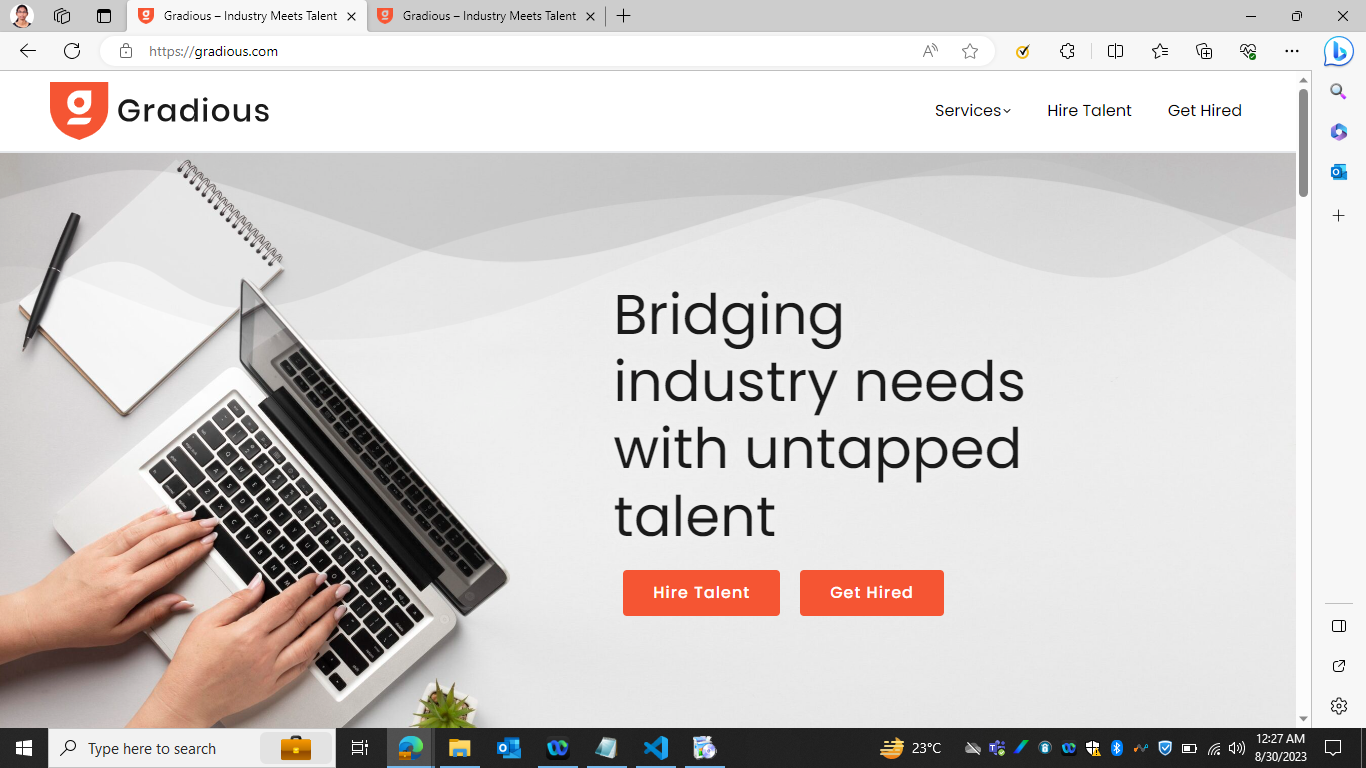 Gradious – Industry Meets Talent
Gradious – Industry Meets Talent
https://gradious.com
Gradious
Services
Hire Talent
Get Hired
Bridging
industry needs
with untapped
talent
Hire Talent
Get Hired
Type here to search
23°C
12:27 AM
8/30/2023